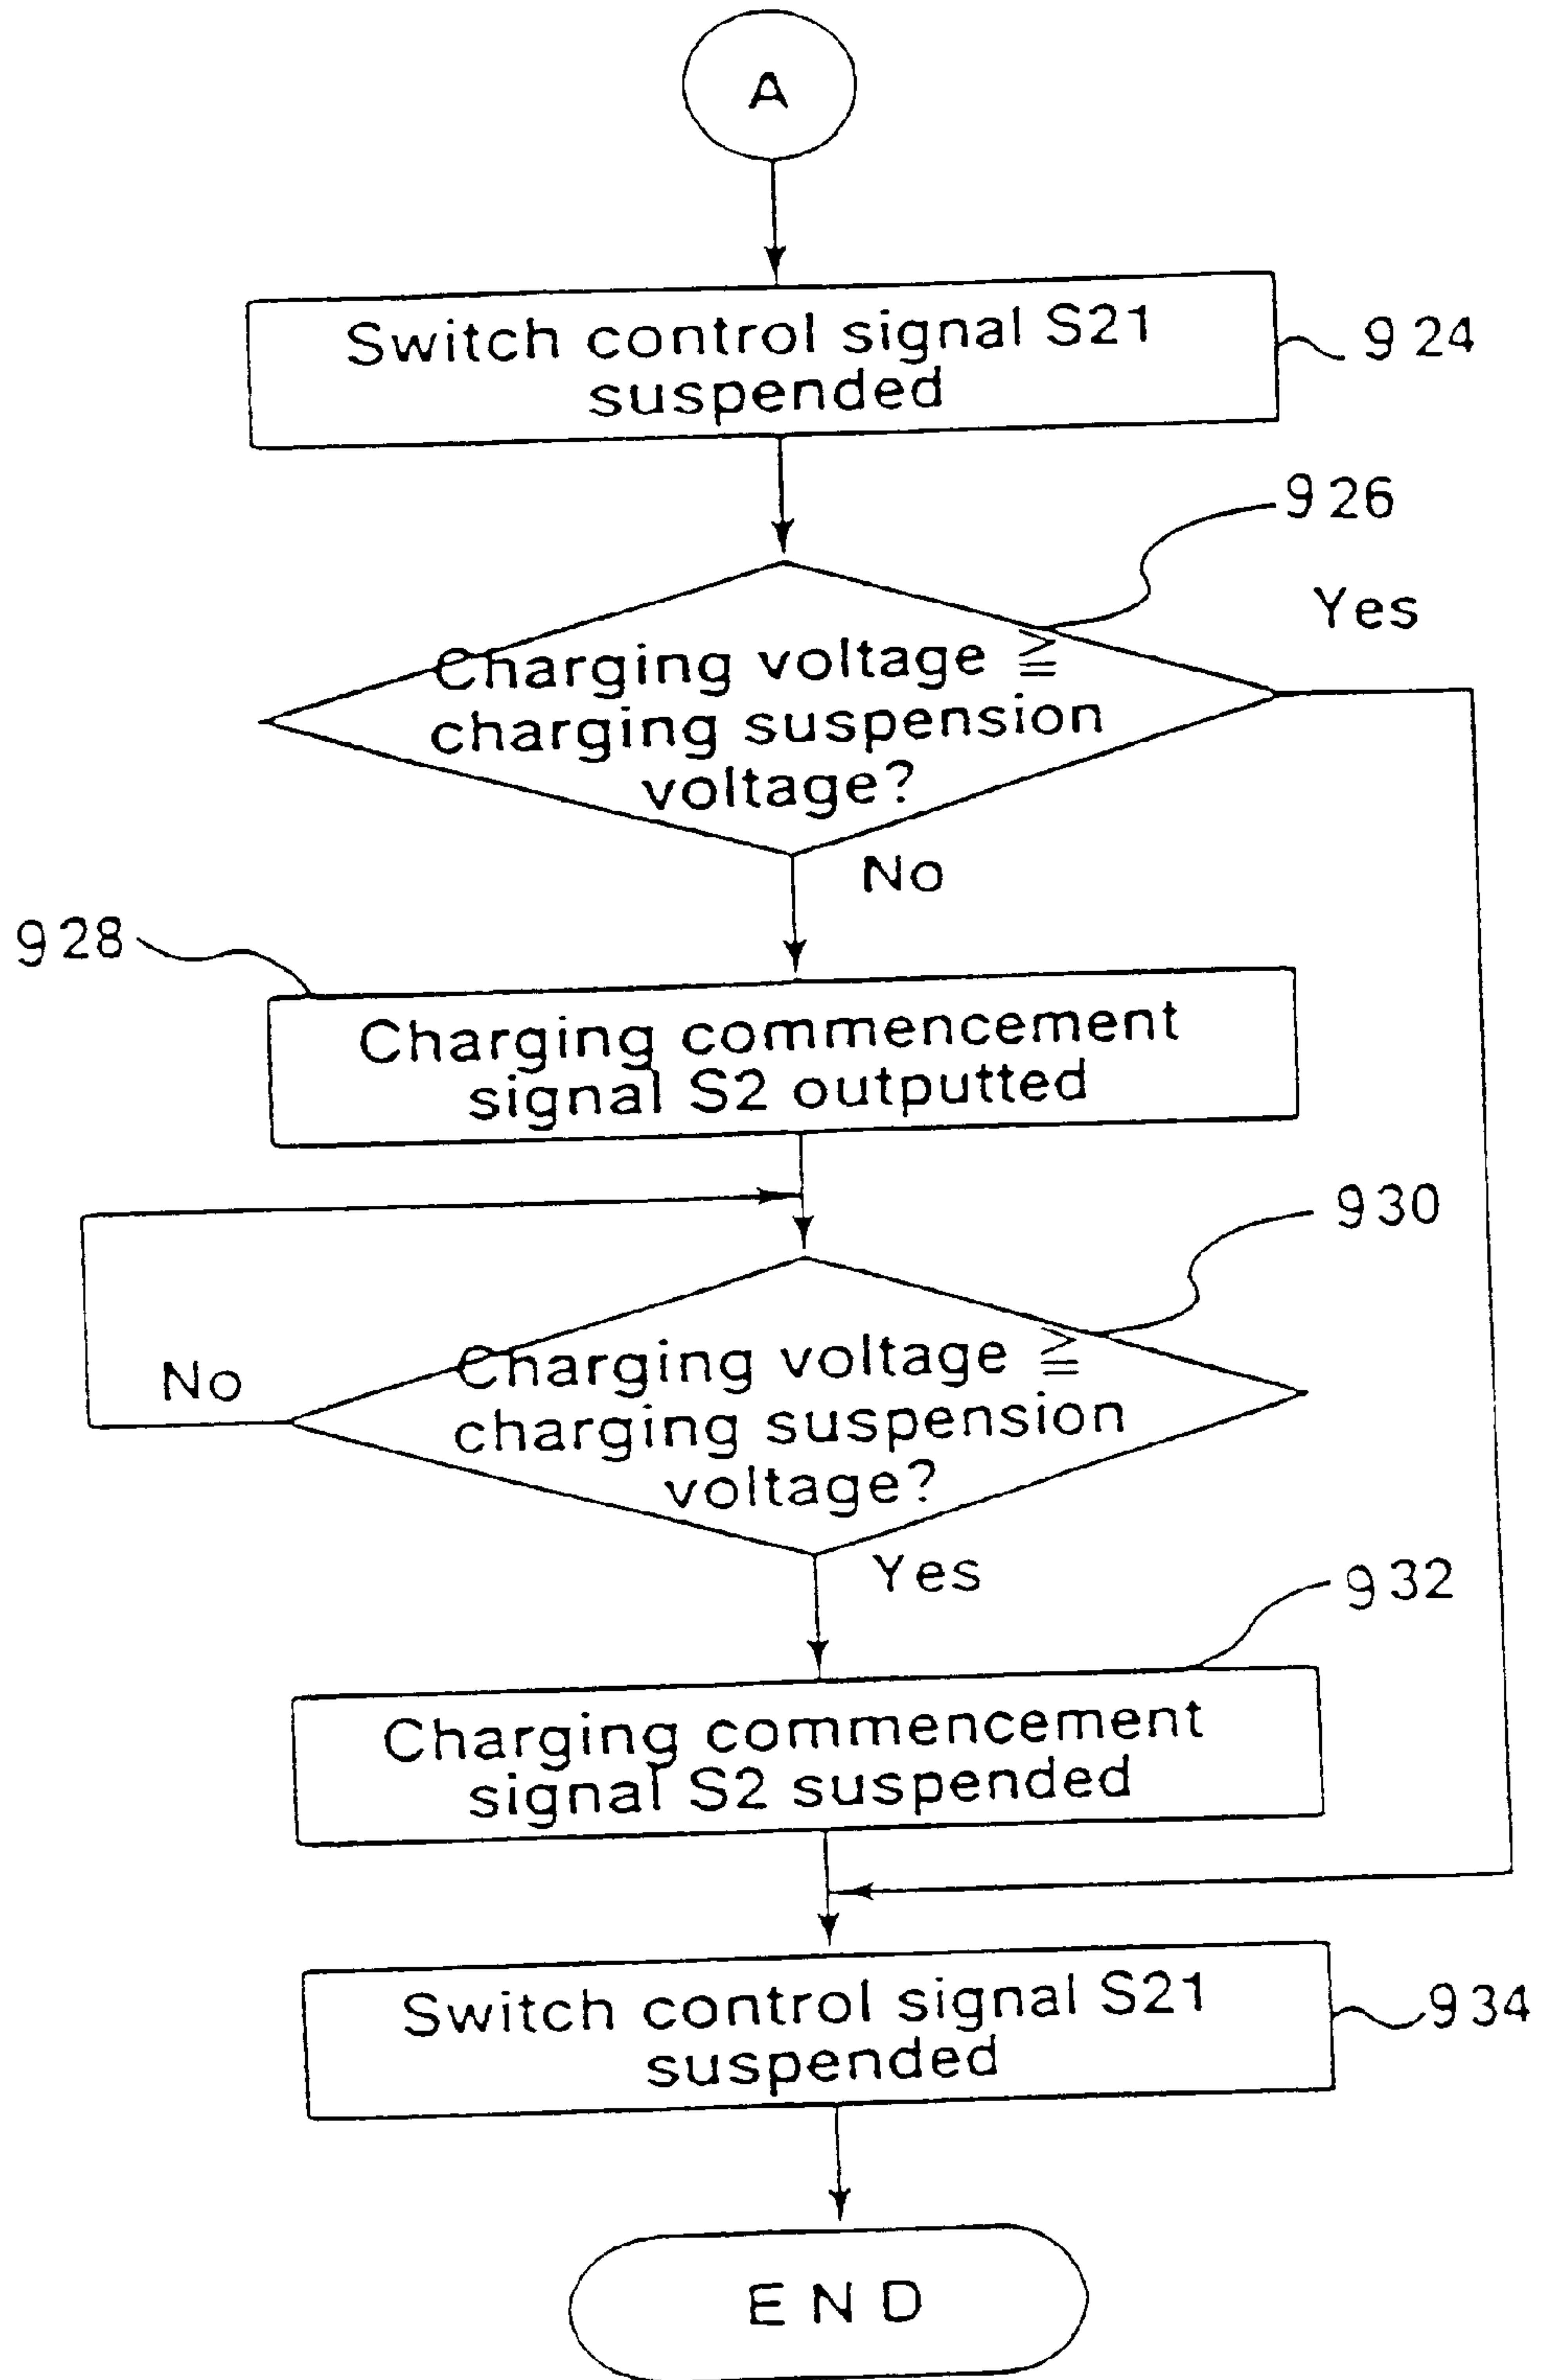 A
Switch control signal S21
suspended
924
926
Yes
Charging voltage ≧
charging suspension
voltage?
No
928
Charging commencement
signal S2 outputted
930
No
Charging voltage ≧
charging suspension
voltage?
Yes
932
Charging commencement
signal S2 suspended
Switch control signal S21
suspended
934
END